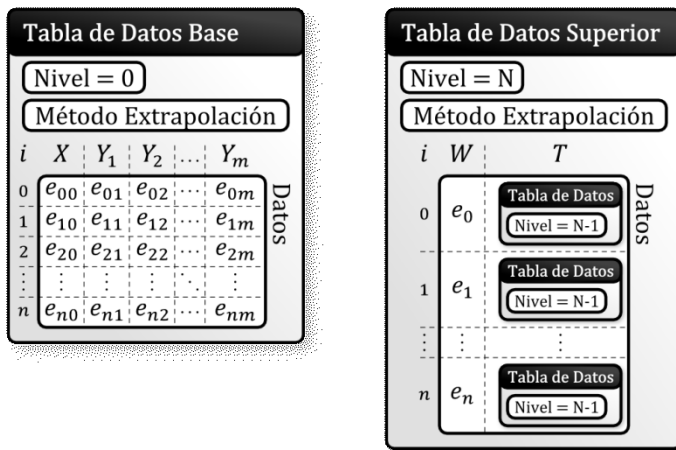 Tabla de Datos Base
Nivel = 0
Método Extrapolación
i X Y₁ Y₂ … Yₘ
0 e₀₀ e₀₁ e₀₂ ⋯ e₀ₘ
1 e₁₀ e₁₁ e₁₂ ⋯ e₁ₘ
2 e₂₀ e₂₁ e₂₂ ⋯ e₂ₘ
⋮ ⋮ ⋮ ⋮ ⋱ ⋮
n eₙ₀ eₙ₁ eₙ₂ ⋯ eₙₘ
Datos
Tabla de Datos Superior
Nivel = N
Método Extrapolación
i W T
Tabla de Datos
0 e₀ Nivel = N-1
Tabla de Datos
1 e₁ Nivel = N-1
⋮ ⋮ ⋮
Tabla de Datos
n eₙ Nivel = N-1
Datos